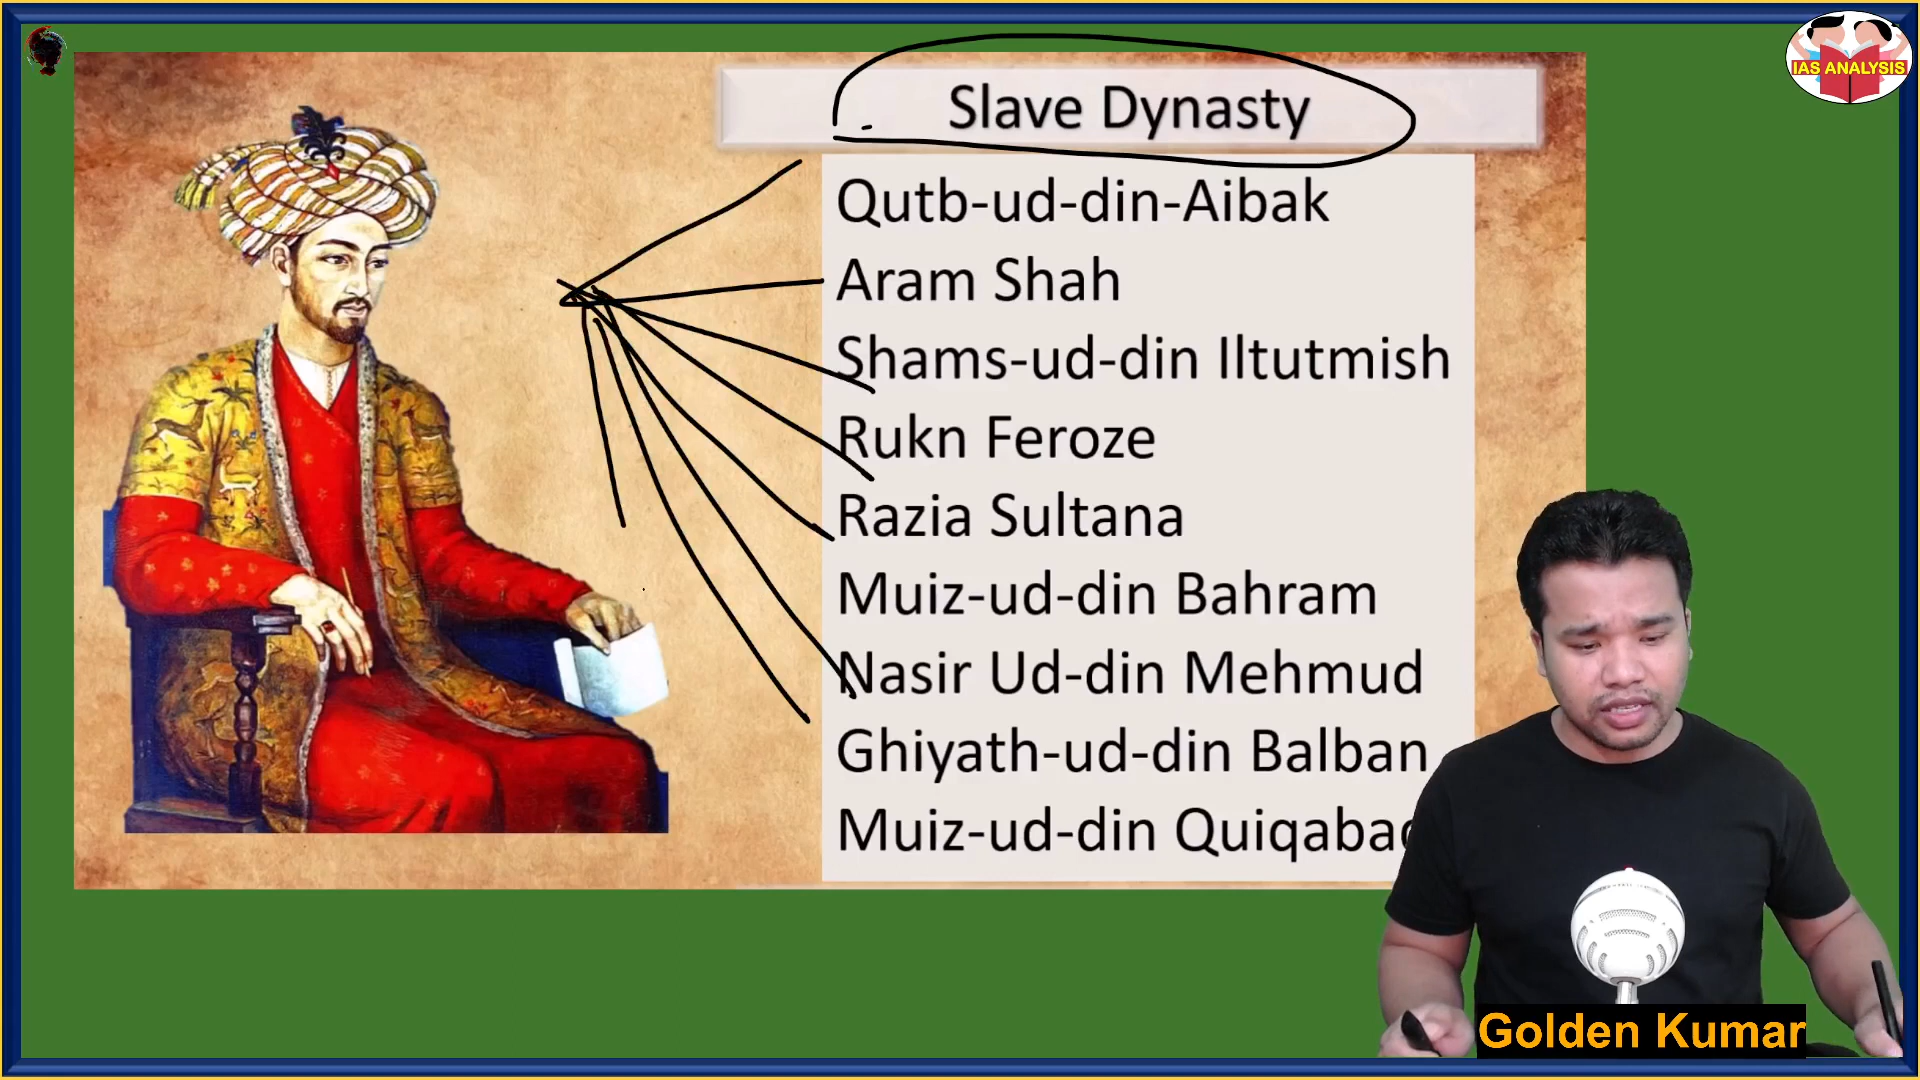 IAS ANALYSIS
Slave Dynasty
Qutb-ud-din-Aibak
Aram Shah
Shams-ud-din Iltutmish
Rukn Feroze
Razia Sultana
Muiz-ud-din Bahram
Nasir Ud-din Mehmud
Ghiyath-ud-din Balban
Muiz-ud-din Quiqabad
Golden Kumar